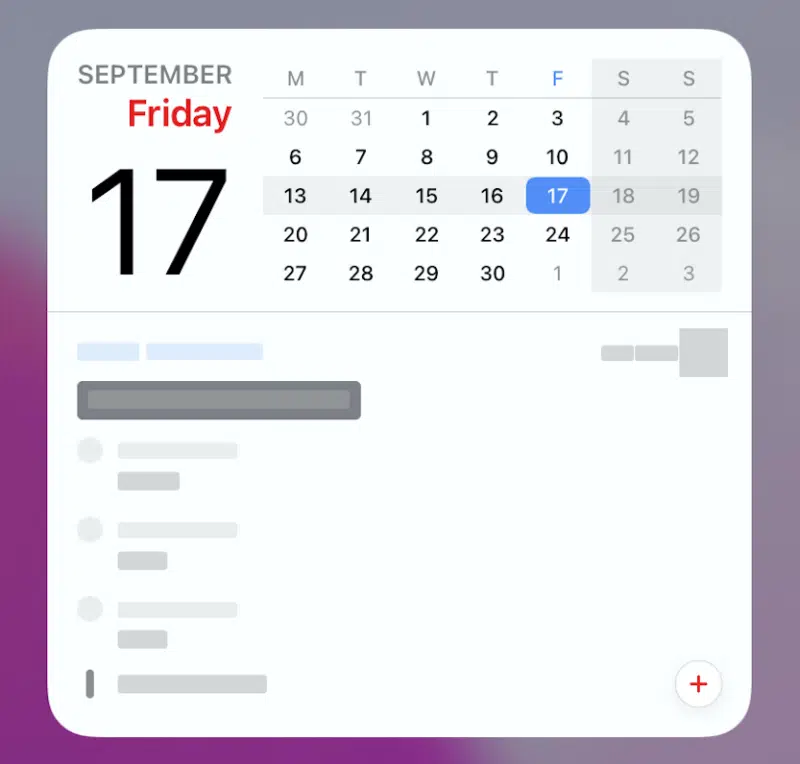 SEPTEMBER
Friday
17
M T W T F S S
30 31 1 2 3 4 5
6 7 8 9 10 11 12
13 14 15 16 17 18 19
20 21 22 23 24 25 26
27 28 29 30 1 2 3
+